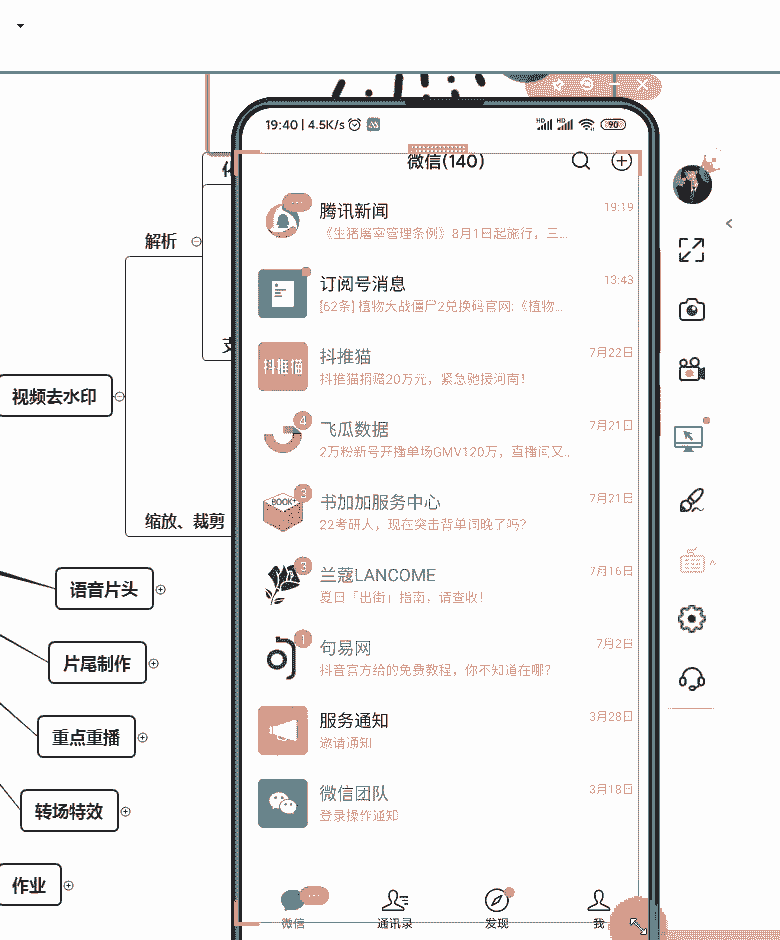 19:40 | 4.5K/s
HD HD 90
微信(140)
腾讯新闻 19:19
《生猪屠宰管理条例》8月1日起施行，三...
订阅号消息 13:43
[62条] 植物大战僵尸2兑换码官网:《植物...
抖推猫
抖推猫 7月22日
抖推猫捐赠20万元，紧急驰援河南！
4
飞瓜数据 7月21日
2万粉新号开播单场GMV120万，直播间又..
BOOK+
3
书加加服务中心 7月21日
22考研人，现在突击背单词晚了吗？
3
兰蔻LANCOME 7月16日
夏日「出街」指南，请查收！
1
句易网 7月2日
抖音官方给的免费教程，你不知道在哪？
服务通知 3月28日
邀请通知
微信团队 3月18日
登录操作通知
微信 通讯录 发现 我
解析
视频去水印
缩放、裁剪
语音片头
片尾制作
重点重播
转场特效
作业